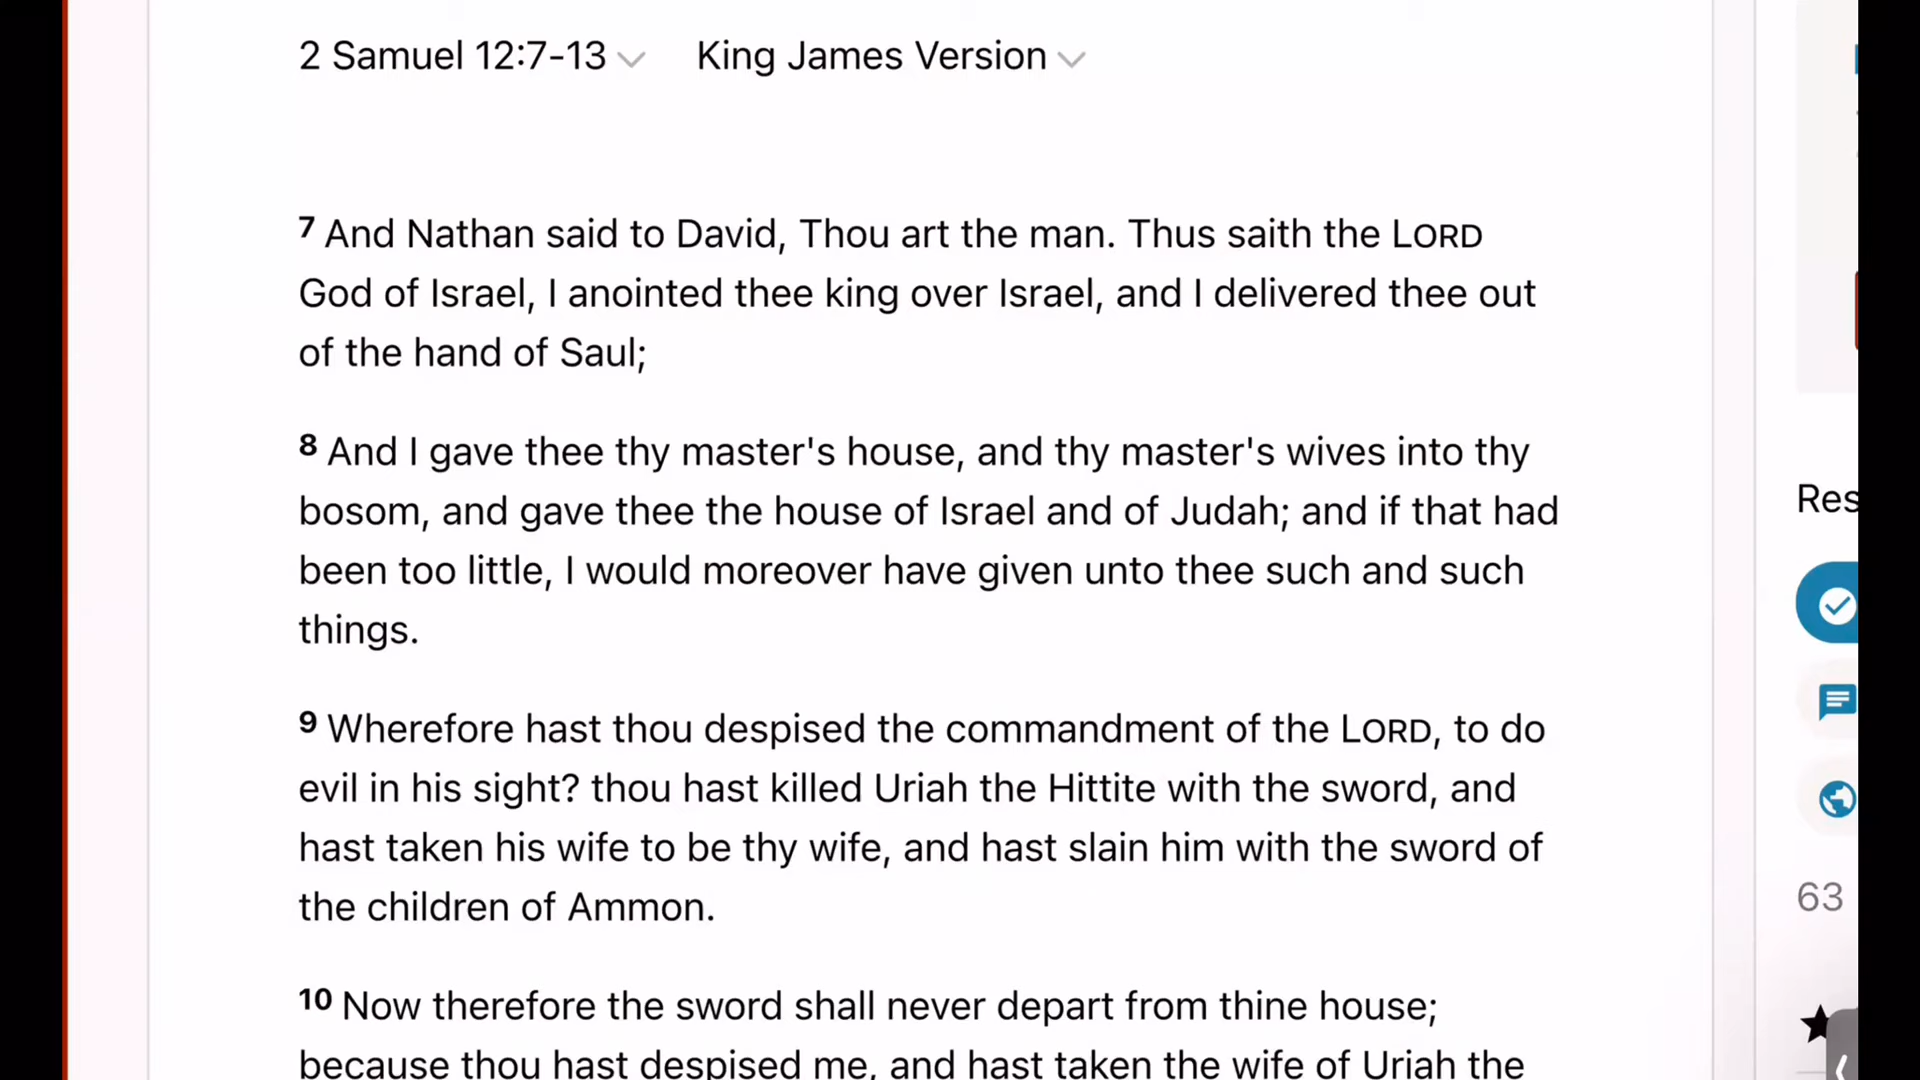 2 Samuel 12:7-13 King James Version
7 And Nathan said to David, Thou art the man. Thus saith the LORD
God of Israel, I anointed thee king over Israel, and I delivered thee out
of the hand of Saul;
8 And I gave thee thy master's house, and thy master's wives into thy
bosom, and gave thee the house of Israel and of Judah; and if that had
been too little, I would moreover have given unto thee such and such
things.
9 Wherefore hast thou despised the commandment of the LORD, to do
evil in his sight? thou hast killed Uriah the Hittite with the sword, and
hast taken his wife to be thy wife, and hast slain him with the sword of
the children of Ammon.
10 Now therefore the sword shall never depart from thine house;
because thou hast despised me, and hast taken the wife of Uriah the
Res
63